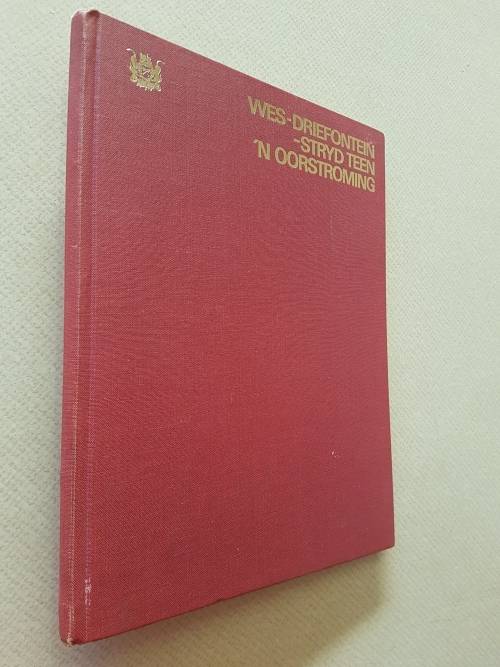 WES-DRIEFONTEIN
-STRYD TEEN
'N OORSTROMING